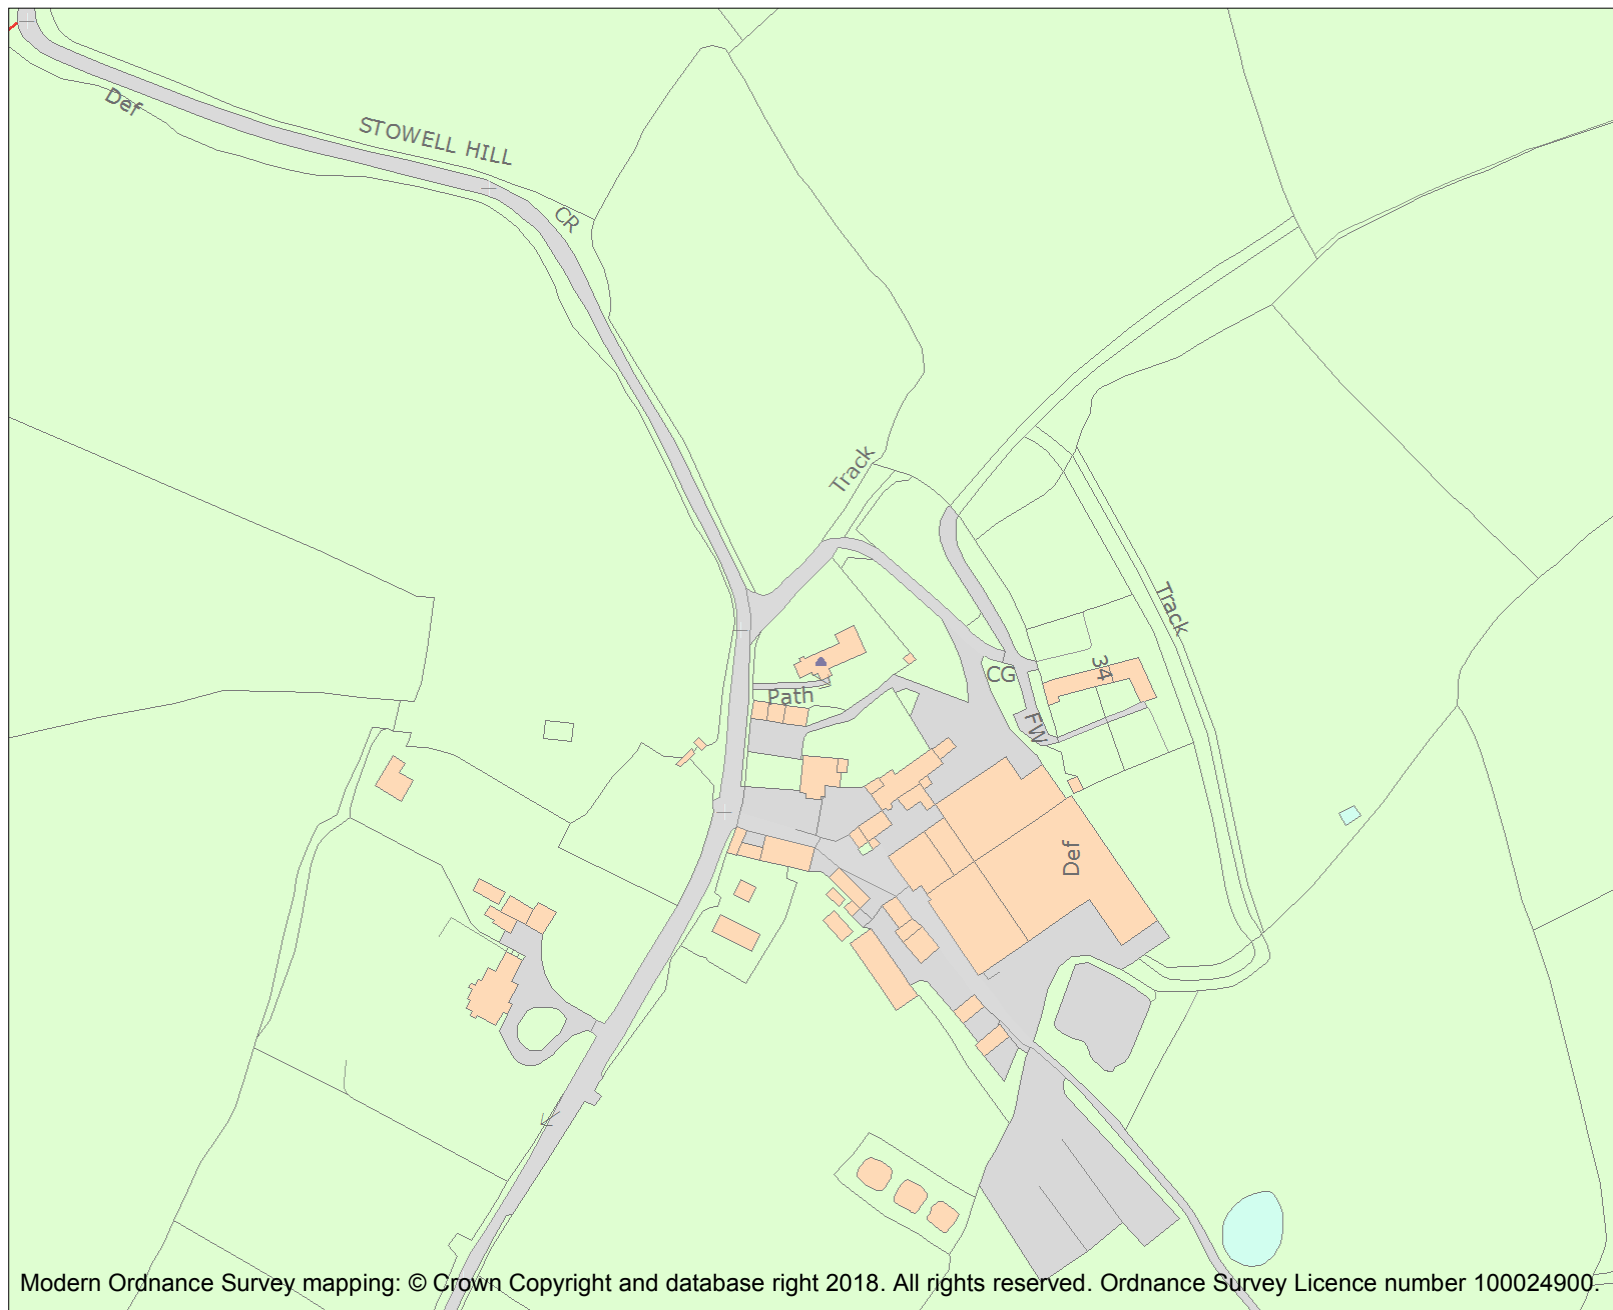 Def
STOWELL HILL
CR
Track
Track
34
CG
Path
FW
Def
Modern Ordnance Survey mapping: © Crown Copyright and database right 2018. All rights reserved. Ordnance Survey Licence number 100024900.